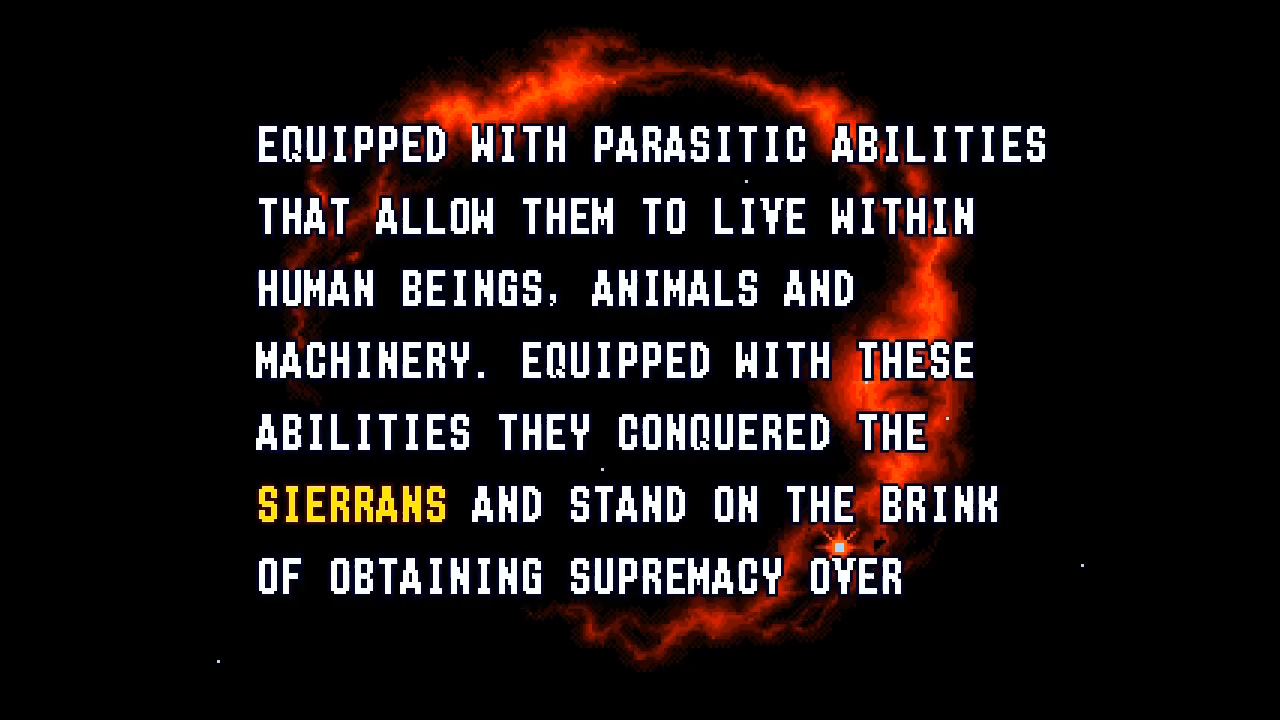 EQUIPPED WITH PARASITIC ABILITIES
THAT ALLOW THEM TO LIVE WITHIN
HUMAN BEINGS, ANIMALS AND
MACHINERY. EQUIPPED WITH THESE
ABILITIES THEY CONQUERED THE
SIERRANS AND STAND ON THE BRINK
OF OBTAINING SUPREMACY OVER